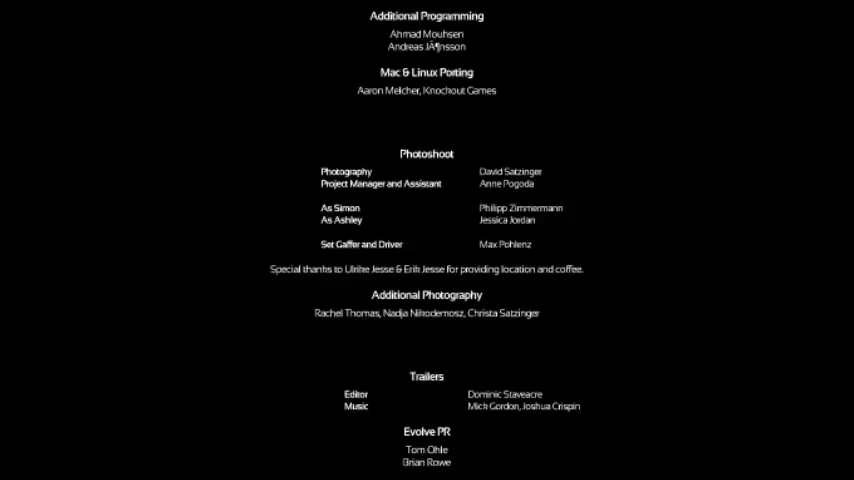 Additional Programming
Ahmad Mouhsen
Andreas JÃ¶nsson
Mac & Linux Porting
Aaron Melcher, Knockout Games
Photoshoot
Photography David Satzinger
Project Manager and Assistant Anne Pogoda
As Simon Philipp Zimmermann
As Ashley Jessica Jordan
Set Gaffer and Driver Max Pohlenz
Special thanks to Ulrike Jesse & Erik Jesse for providing location and coffee.
Additional Photography
Rachel Thomas, Nadja Nikodemosz, Christa Satzinger
Trailers
Editor Dominic Staveacre
Music Mick Gordon, Joshua Crispin
Evolve PR
Tom Ohle
Brian Rowe